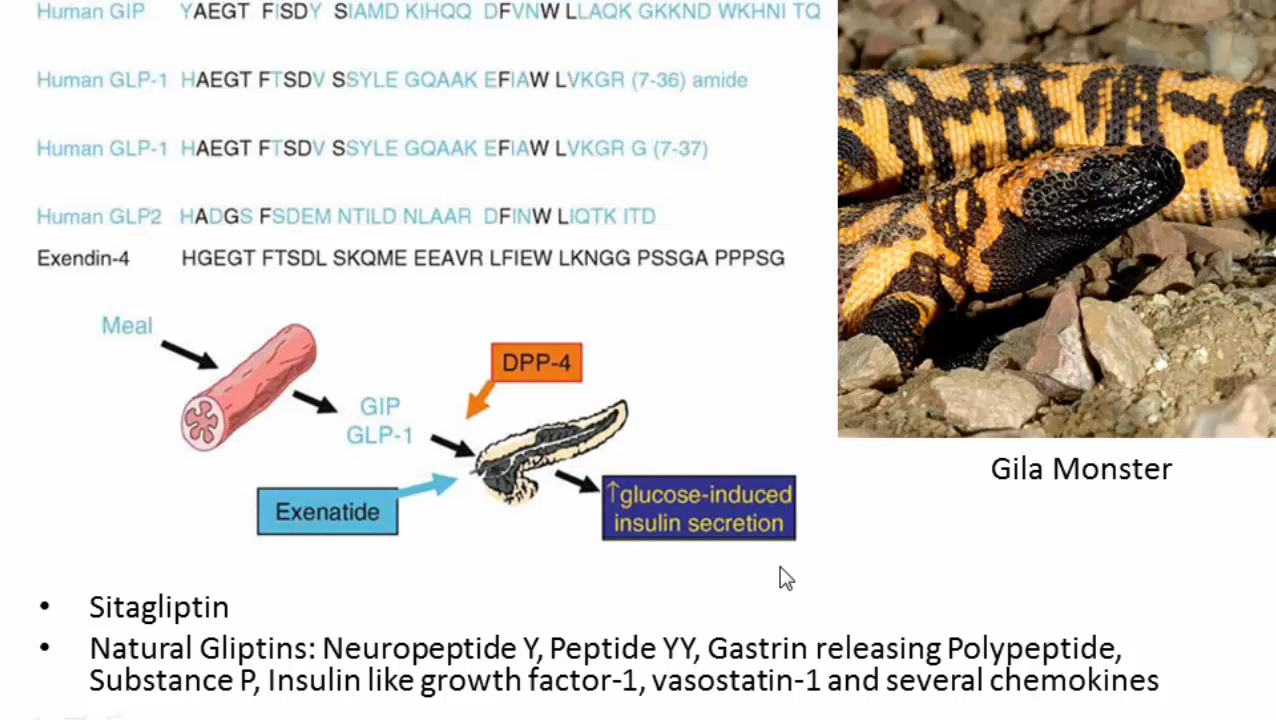 Human GIP YAEGT FISDY SIAMD KIHQQ DFVNW LLAQK GKKND WKHNI TQ
Human GLP-1 HAEGT FTSDV SSYLE GQAAK EFIAW LVKGR (7-36) amide
Human GLP-1 HAEGT FTSDV SSYLE GQAAK EFIAW LVKGR G (7-37)
Human GLP2 HADGS FSDEM NTILD NLAAR DFINW LIQTK ITD
Exendin-4 HGEGT FTSDL SKQME EEAVR LFIEW LKNGG PSSGA PPPSG
Meal
DPP-4
GIP
GLP-1
Exenatide
↑glucose-induced
insulin secretion
Gila Monster
• Sitagliptin
• Natural Gliptins: Neuropeptide Y, Peptide YY, Gastrin releasing Polypeptide,
Substance P, Insulin like growth factor-1, vasostatin-1 and several chemokines